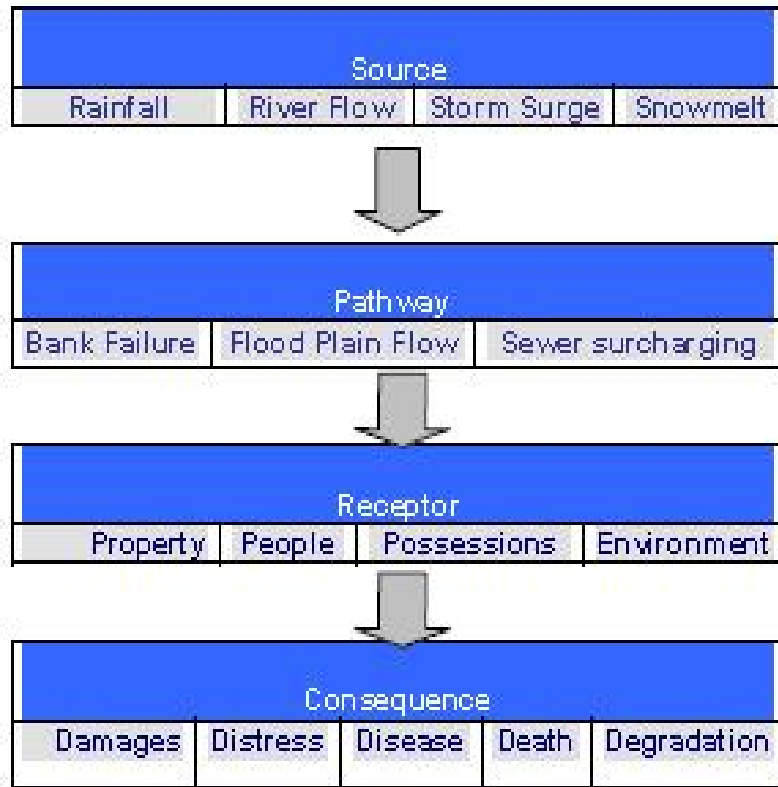 Source
Rainfall River Flow Storm Surge Snowmelt
Pathway
Bank Failure Flood Plain Flow Sewer surcharging
Receptor
Property People Possessions Environment
Consequence
Damages Distress Disease Death Degradation